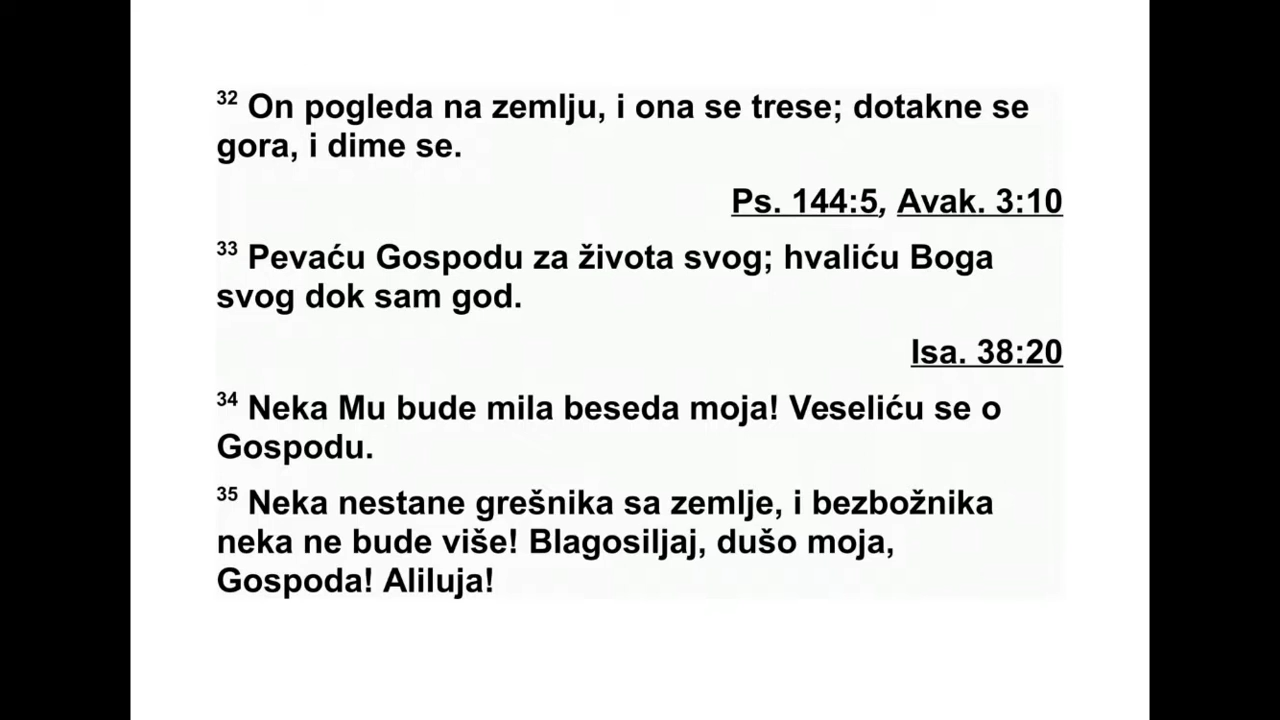 32 On pogleda na zemlju, i ona se trese; dotakne se
gora, i dime se.
Ps. 144:5, Avak. 3:10
33 Pevaću Gospodu za života svog; hvaliću Boga
svog dok sam god.
Isa. 38:20
34 Neka Mu bude mila beseda moja! Veseliću se o
Gospodu.
35 Neka nestane grešnika sa zemlje, i bezbožnika
neka ne bude više! Blagosiljaj, dušo moja,
Gospoda! Aliluja!